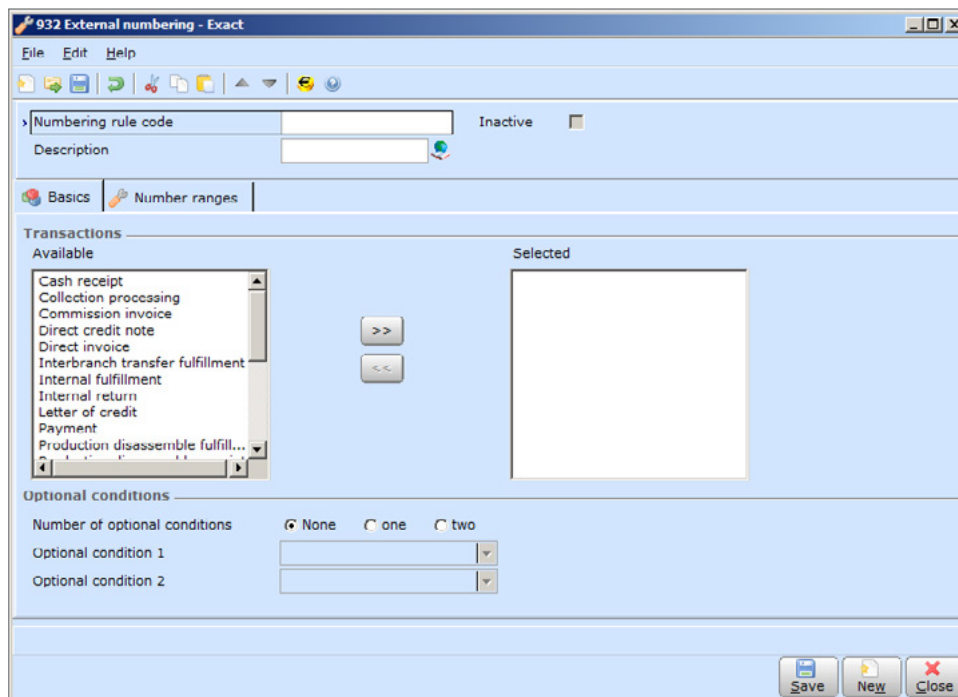 932 External numbering - Exact
File Edit Help
Numbering rule code
Inactive
Description
Basics
Number ranges
Transactions
Available
Selected
Cash receipt
Collection processing
Commission invoice
Direct credit note
Direct invoice
Interbranch transfer fulfillment
Internal fulfillment
Internal return
Letter of credit
Payment
Production disassemble fulfill...
>>
<<
Optional conditions
Number of optional conditions
None
one
two
Optional condition 1
Optional condition 2
Save
New
Close